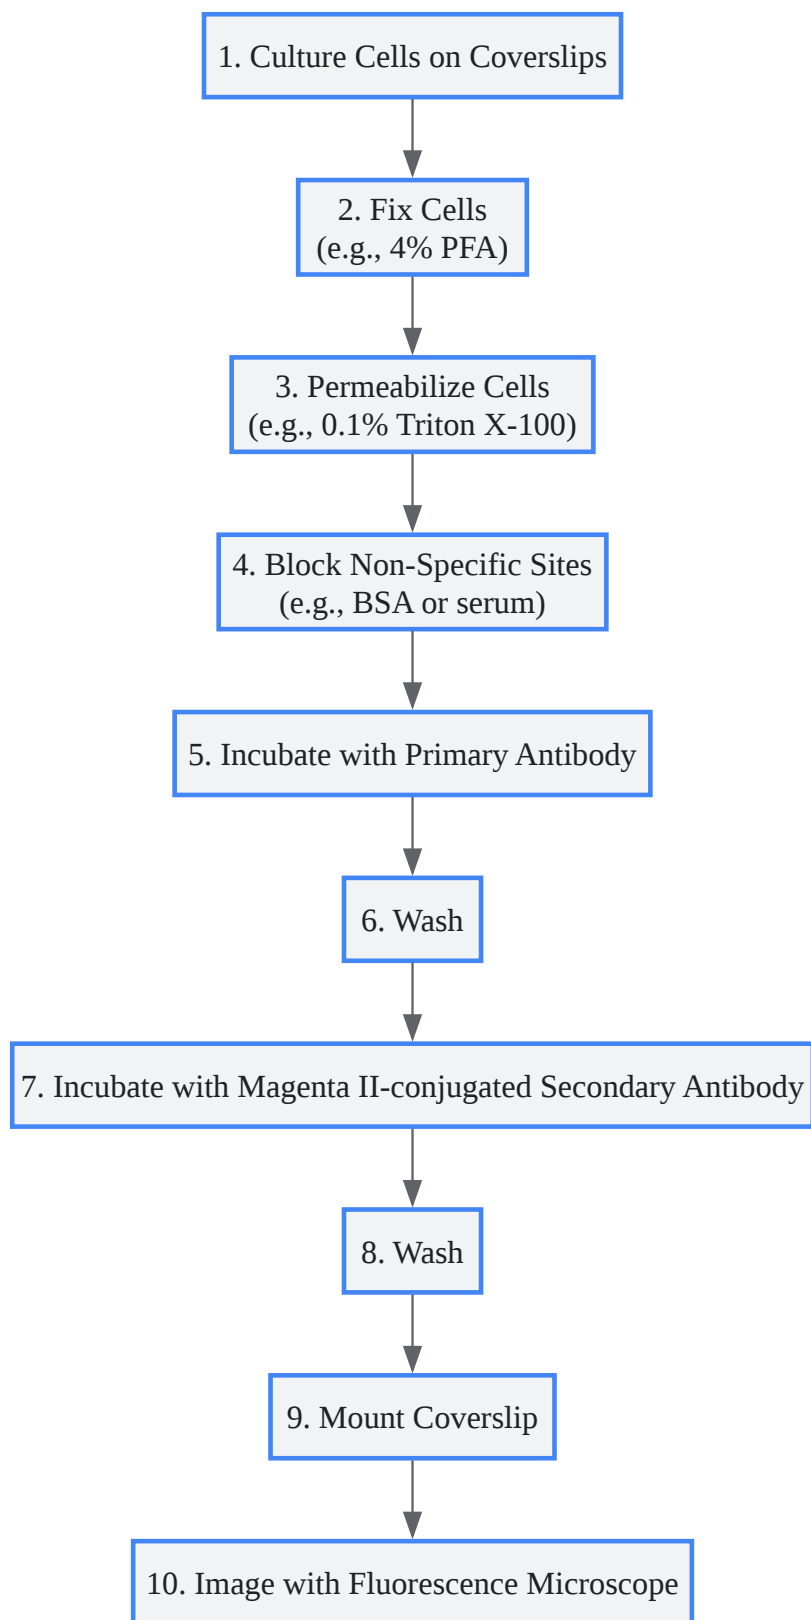 1. Culture Cells on Coverslips
2. Fix Cells
(e.g., 4% PFA)
3. Permeabilize Cells
(e.g., 0.1% Triton X-100)
4. Block Non-Specific Sites
(e.g., BSA or serum)
5. Incubate with Primary Antibody
6. Wash
7. Incubate with Magenta II-conjugated Secondary Antibody
8. Wash
9. Mount Coverslip
10. Image with Fluorescence Microscope